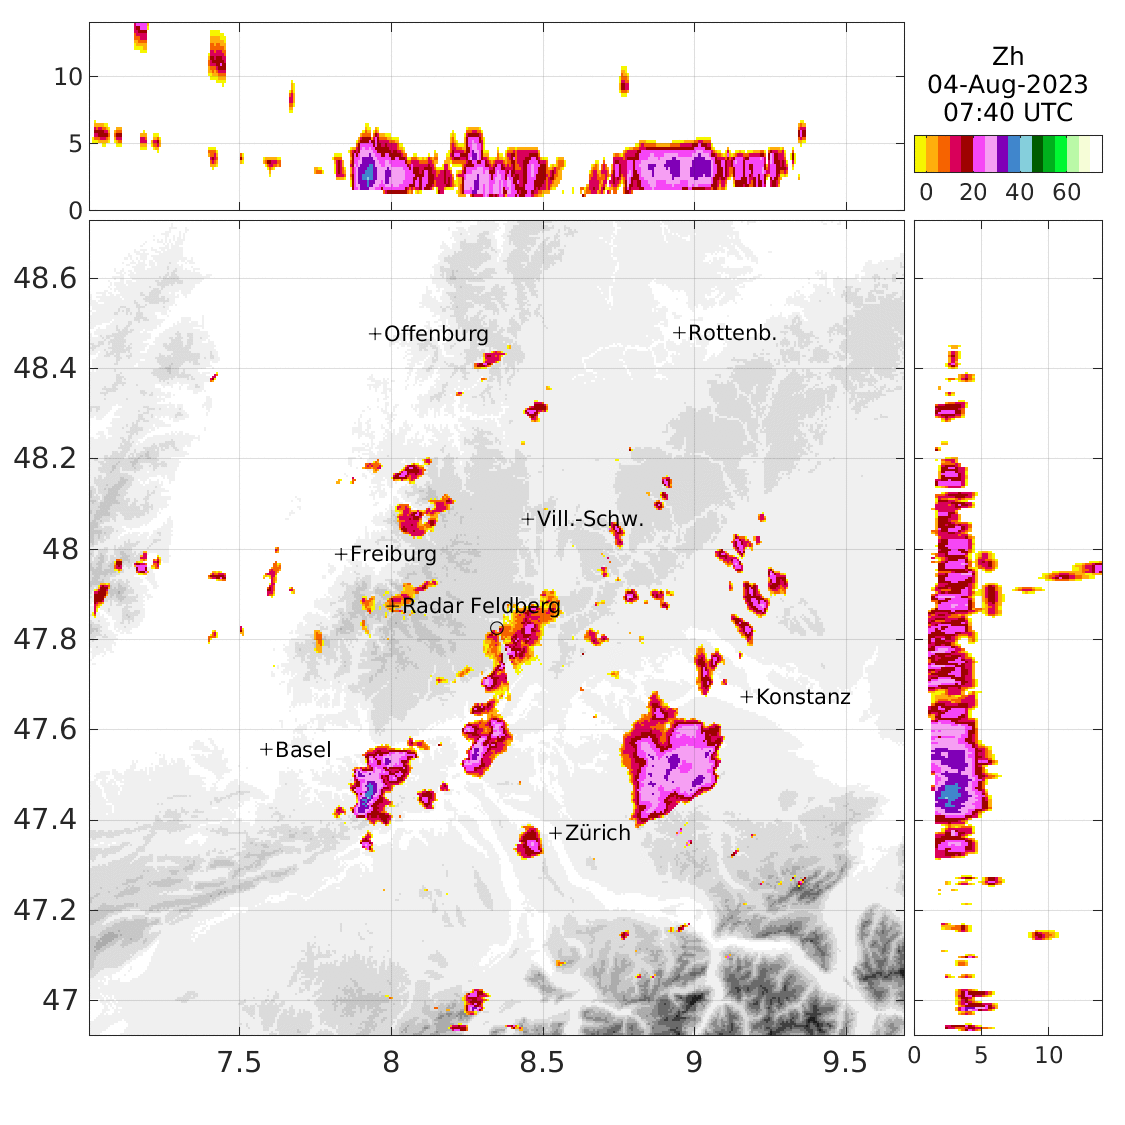 10
5
0
Zh
04-Aug-2023
07:40 UTC
0 20 40 60
48.6
48.4
48.2
48
47.8
47.6
47.4
47.2
47
+Offenburg
+Rottenb.
+Vill.-Schw.
+Freiburg
+Radar Feldberg
+Konstanz
+Basel
+Zürich
7.5 8 8.5 9 9.5
0 5 10